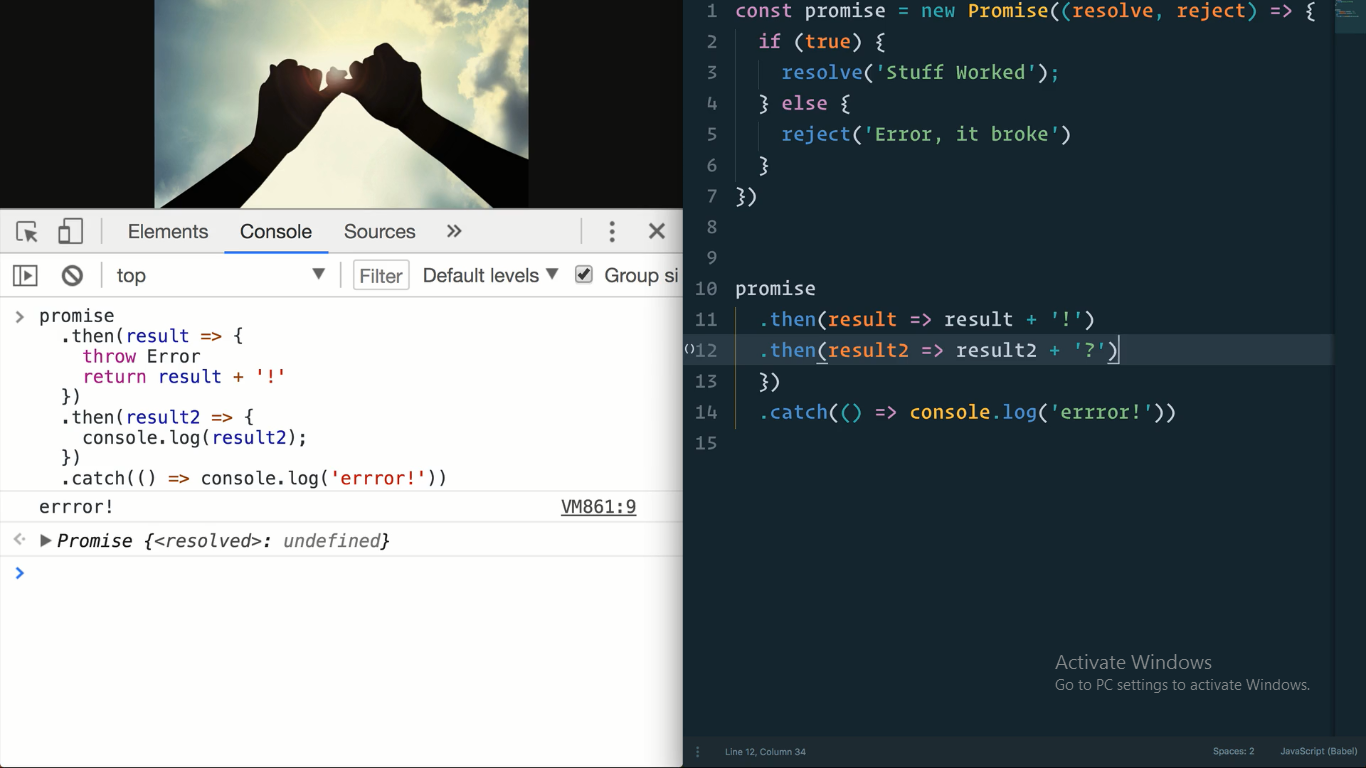 Elements Console Sources »
top Filter Default levels Group si
promise
.then(result => {
throw Error
return result + '!'
})
.then(result2 => {
console.log(result2);
})
.catch(() => console.log('errror!'))
errror! VM861:9
Promise {<resolved>: undefined}
1 const promise = new Promise((resolve, reject) => {
2 if (true) {
3 resolve('Stuff Worked');
4 } else {
5 reject('Error, it broke')
6 }
7 })
8
9
10 promise
11 .then(result => result + '!')
()12 .then(result2 => result2 + '?')
13 })
14 .catch(() => console.log('errror!'))
15
Activate Windows
Go to PC settings to activate Windows.
Line 12, Column 34 Spaces: 2 JavaScript (Babel)